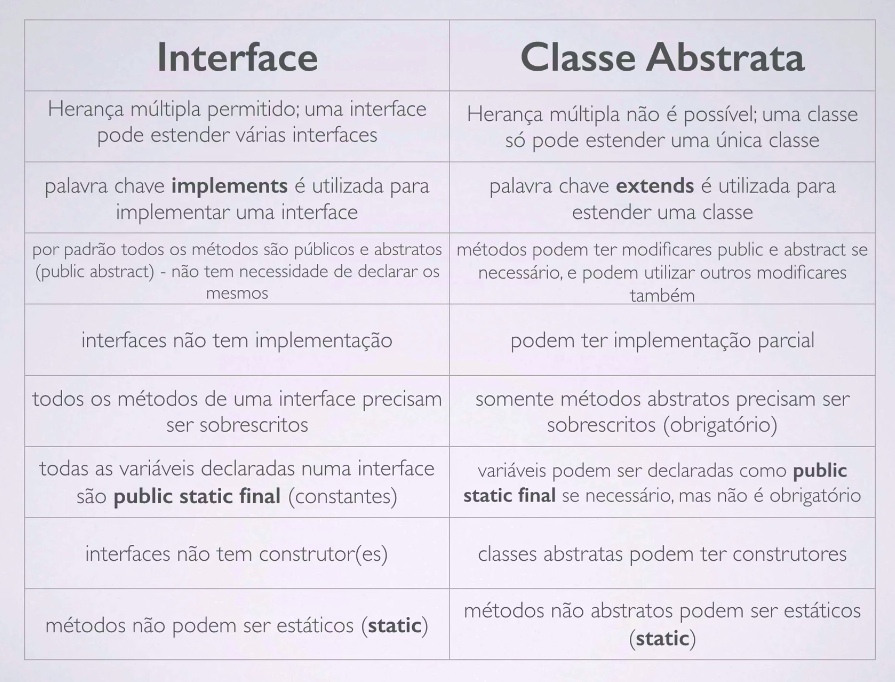 Interface
Classe Abstrata
Herança múltipla permitido; uma interface
pode estender várias interfaces
Herança múltipla não é possível; uma classe
só pode estender uma única classe
palavra chave implements é utilizada para
implementar uma interface
palavra chave extends é utilizada para
estender uma classe
por padrão todos os métodos são públicos e abstratos
(public abstract) - não tem necessidade de declarar os
mesmos
métodos podem ter modificares public e abstract se
necessário, e podem utilizar outros modificares
também
interfaces não tem implementação
podem ter implementação parcial
todos os métodos de uma interface precisam
ser sobrescritos
somente métodos abstratos precisam ser
sobrescritos (obrigatório)
todas as variáveis declaradas numa interface
são public static final (constantes)
variáveis podem ser declaradas como public
static final se necessário, mas não é obrigatório
interfaces não tem construtor(es)
classes abstratas podem ter construtores
métodos não podem ser estáticos (static)
métodos não abstratos podem ser estáticos
(static)